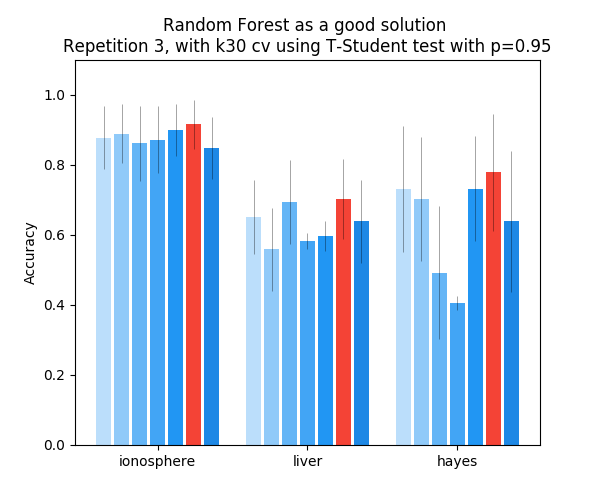 Random Forest as a good solution
Repetition 3, with k30 cv using T-Student test with p=0.95
Accuracy
1.0
0.8
0.6
0.4
0.2
0.0
ionosphere
liver
hayes